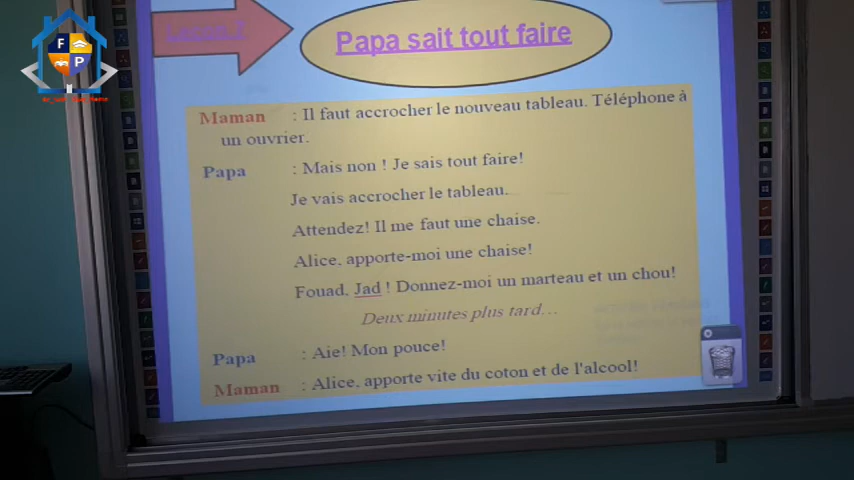 F
P
Papa sait tout faire
Maman : Il faut accrocher le nouveau tableau. Téléphone à
un ouvrier.
Papa : Mais non ! Je sais tout faire!
Je vais accrocher le tableau.
Attendez! Il me faut une chaise.
Alice, apporte-moi une chaise!
Fouad, Jad ! Donnez-moi un marteau et un chou!
Deux minutes plus tard...
Papa : Aie! Mon pouce!
Maman : Alice, apporte vite du coton et de l'alcool!